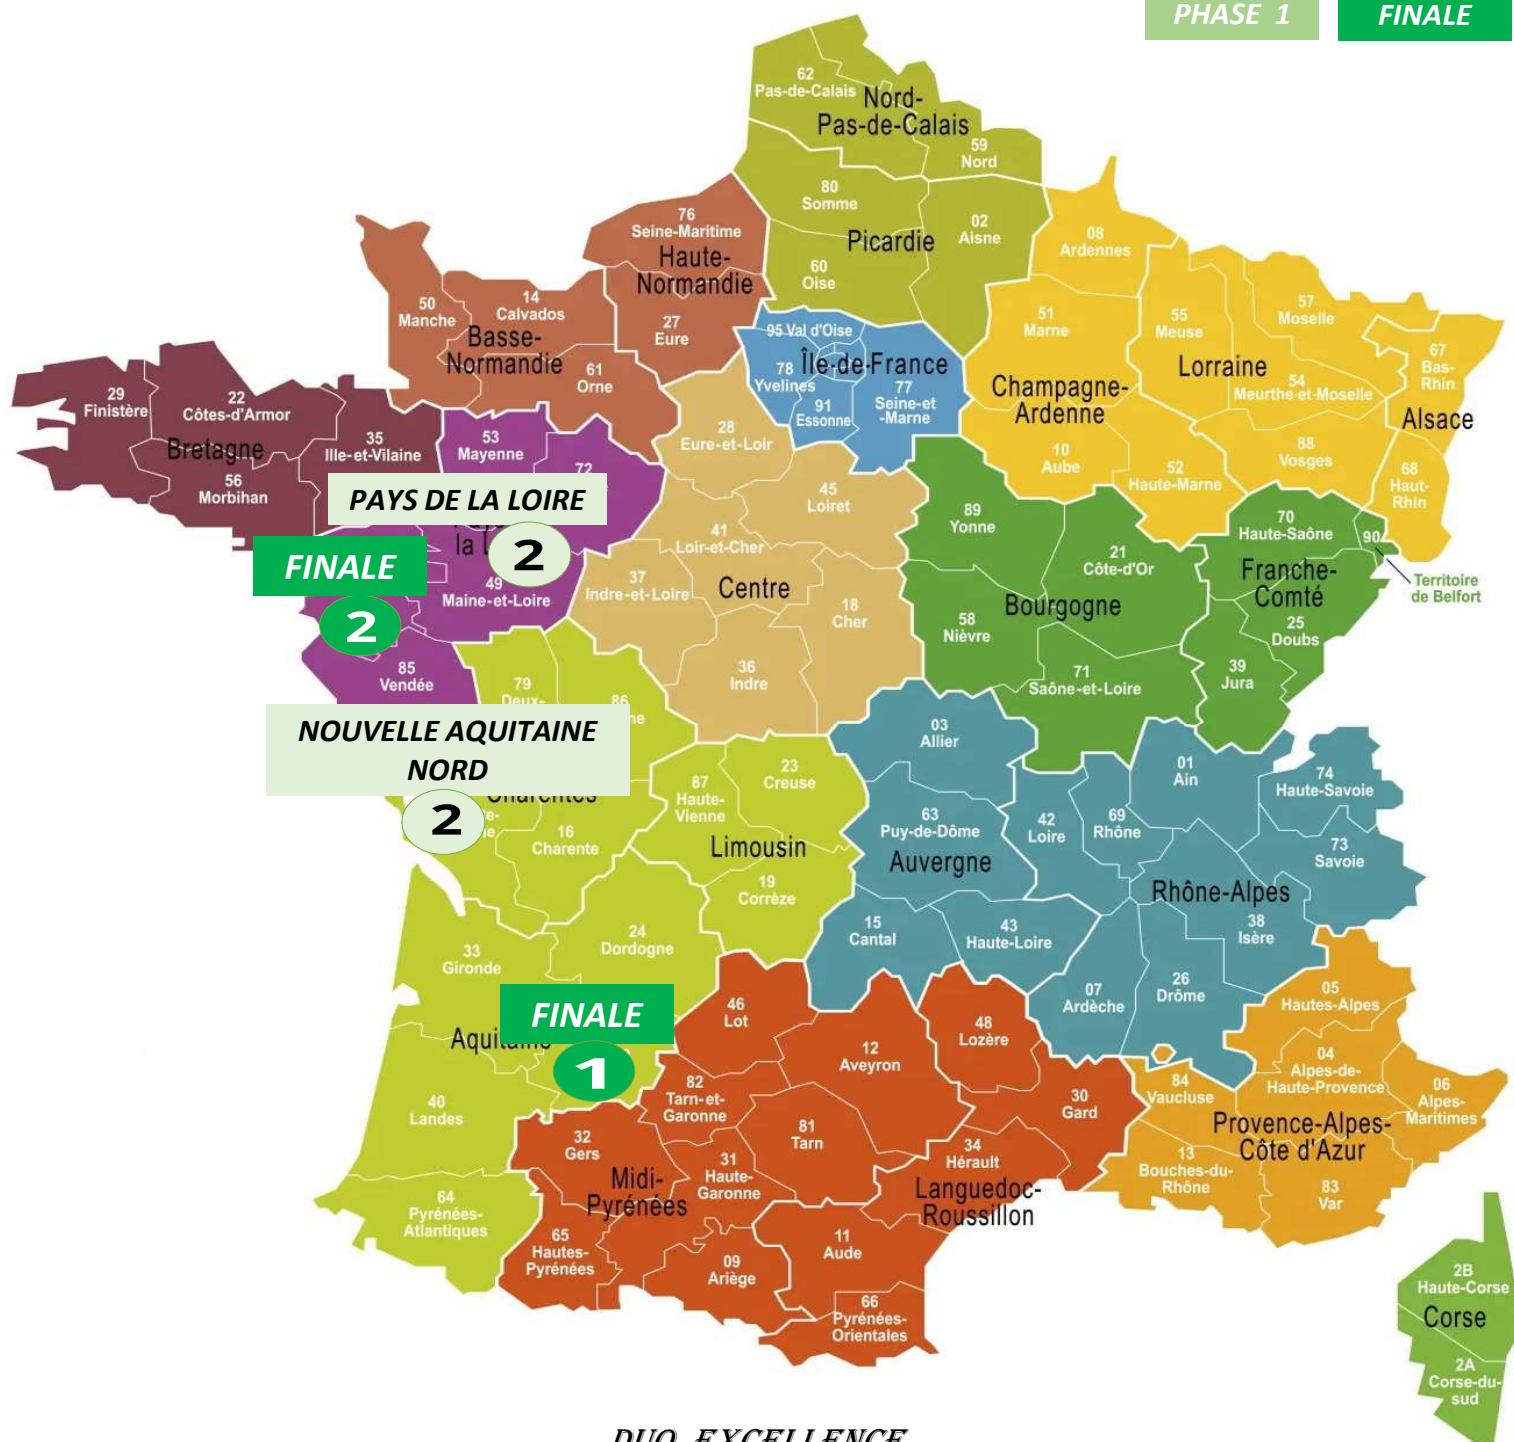 PHASE 1
FINALE
62
Pas-de-Calais
Nord-
Pas-de-Calais
59
Nord
80
Somme
02
Aisne
Picardie
60
Oise
76
Seine-Maritime
Haute-
Normandie
27
Eure
50
Manche
14
Calvados
Basse-
Normandie
61
Orne
08
Ardennes
51
Marne
55
Meuse
57
Moselle
Lorraine
54
Meurthe-et-Moselle
67
Bas-
Rhin
Alsace
Champagne-
Ardenne
10
Aube
52
Haute-Marne
88
Vosges
68
Haut-
Rhin
95 Val d'Oise
Île-de-France
78
Yvelines
91
Essonne
77
Seine-et
-Marne
29
Finistère
22
Côtes-d'Armor
Bretagne
35
Ille-et-Vilaine
56
Morbihan
53
Mayenne
72
PAYS DE LA LOIRE
la
2
FINALE
2
49
Maine-et-Loire
85
Vendée
28
Eure-et-Loir
45
Loiret
41
Loir-et-Cher
37
Indre-et-Loire
Centre
18
Cher
36
Indre
89
Yonne
21
Côte-d'Or
Bourgogne
58
Nièvre
71
Saône-et-Loire
70
Haute-Saône
90
Territoire
de Belfort
Franche-
Comté
25
Doubs
39
Jura
79
Deux-
86
NOUVELLE AQUITAINE
NORD
2
Charentes
16
Charente
87
Haute-
Vienne
23
Creuse
Limousin
19
Corrèze
03
Allier
63
Puy-de-Dôme
Auvergne
15
Cantal
43
Haute-Loire
42
Loire
69
Rhône
01
Ain
74
Haute-Savoie
73
Savoie
Rhône-Alpes
38
Isère
07
Ardèche
26
Drôme
33
Gironde
24
Dordogne
Aquitaine
FINALE
1
40
Landes
64
Pyrénées-
Atlantiques
46
Lot
12
Aveyron
48
Lozère
82
Tarn-et-
Garonne
81
Tarn
30
Gard
32
Gers
31
Haute-
Garonne
Midi-
Pyrénées
34
Hérault
Languedoc-
Roussillon
65
Hautes-
Pyrénées
09
Ariège
11
Aude
66
Pyrénées-
Orientales
05
Hautes-Alpes
04
Alpes-de-
Haute-Provence
06
Alpes-
Maritimes
84
Vaucluse
Provence-Alpes-
Côte d'Azur
13
Bouches-du-
Rhône
83
Var
2B
Haute-Corse
Corse
2A
Corse-du-
sud
DUO EXCELLENCE